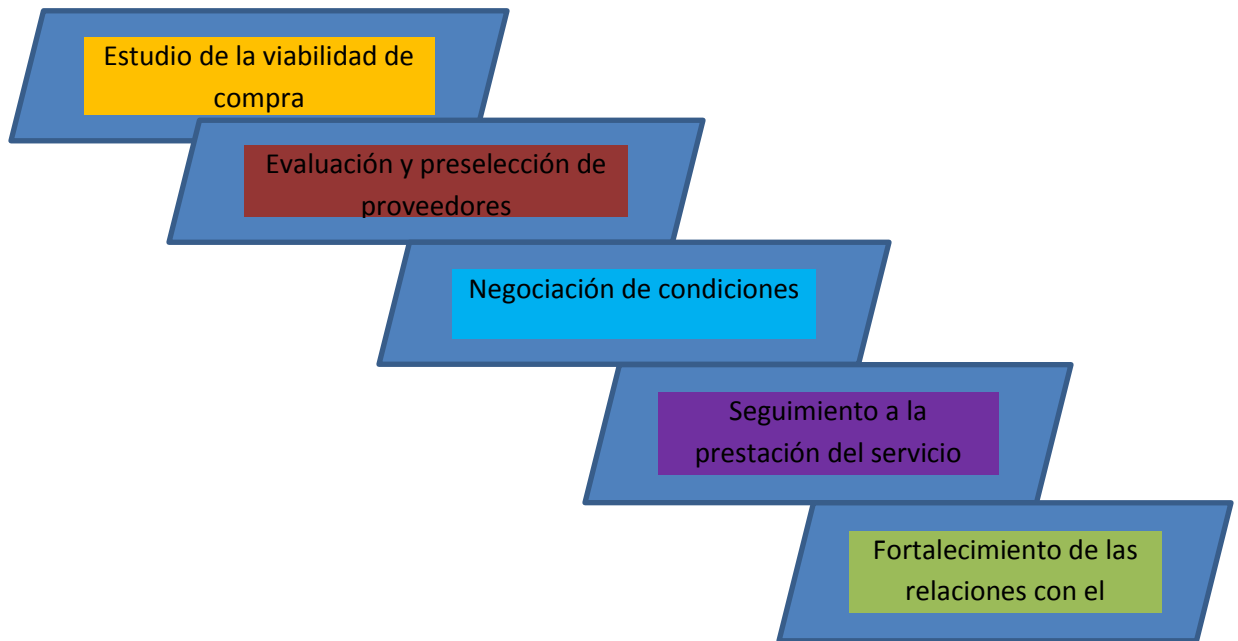 Estudio de la viabilidad de
compra
Evaluación y preselección de
proveedores
Negociación de condiciones
Seguimiento a la
prestación del servicio
Fortalecimiento de las
relaciones con el